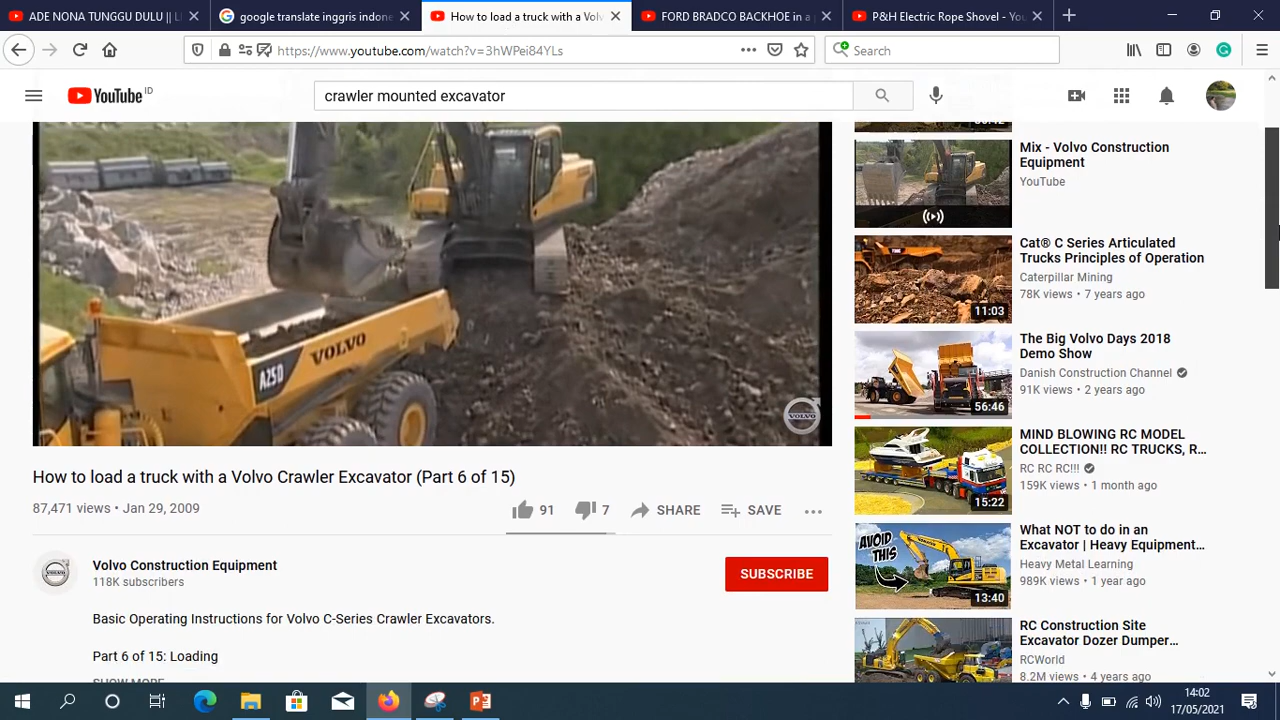 ADE NONA TUNGGU DULU || L
google translate inggris indone
How to load a truck with a Volv
FORD BRADCO BACKHOE in a
P&H Electric Rope Shovel - You
https://www.youtube.com/watch?v=3hWPei84YLs
Search
YouTube ID
crawler mounted excavator
VOLVO
A25D
VOLVO
How to load a truck with a Volvo Crawler Excavator (Part 6 of 15)
87,471 views • Jan 29, 2009
91
7
SHARE
SAVE
Volvo Construction Equipment
118K subscribers
SUBSCRIBE
Basic Operating Instructions for Volvo C-Series Crawler Excavators.
Part 6 of 15: Loading
SHOW MORE
Mix - Volvo Construction
Equipment
YouTube
Cat® C Series Articulated
Trucks Principles of Operation
Caterpillar Mining
78K views • 7 years ago
11:03
The Big Volvo Days 2018
Demo Show
Danish Construction Channel
91K views • 2 years ago
56:46
MIND BLOWING RC MODEL
COLLECTION!! RC TRUCKS, R...
RC RC RC!!!
159K views • 1 month ago
15:22
What NOT to do in an
Excavator | Heavy Equipment...
Heavy Metal Learning
989K views • 1 year ago
AVOID
THIS
13:40
RC Construction Site
Excavator Dozer Dumper...
RCWorld
8.2M views • 4 years ago
14:02
17/05/2021